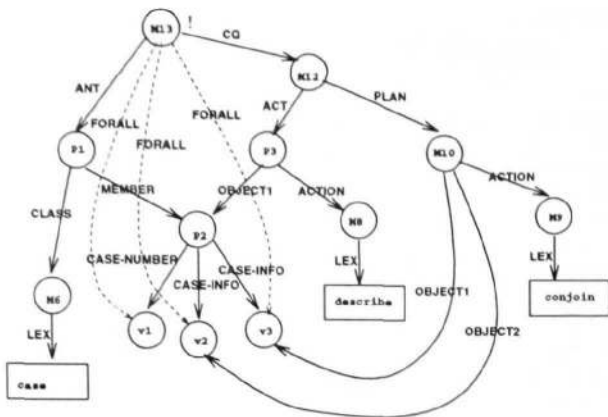 M13 !
CQ
M12
ANT
PLAN
FORALL
FORALL
FORALL
ACT
P1
P3
M10
MEMBER
OBJECT1
ACTION
ACTION
CLASS
P2
M8
M9
CASE-NUMBER
CASE-INFO
CASE-INFO
LEX
LEX
M6
describe
OBJECT1
conjoin
LEX
v1
v2
v3
OBJECT2
case